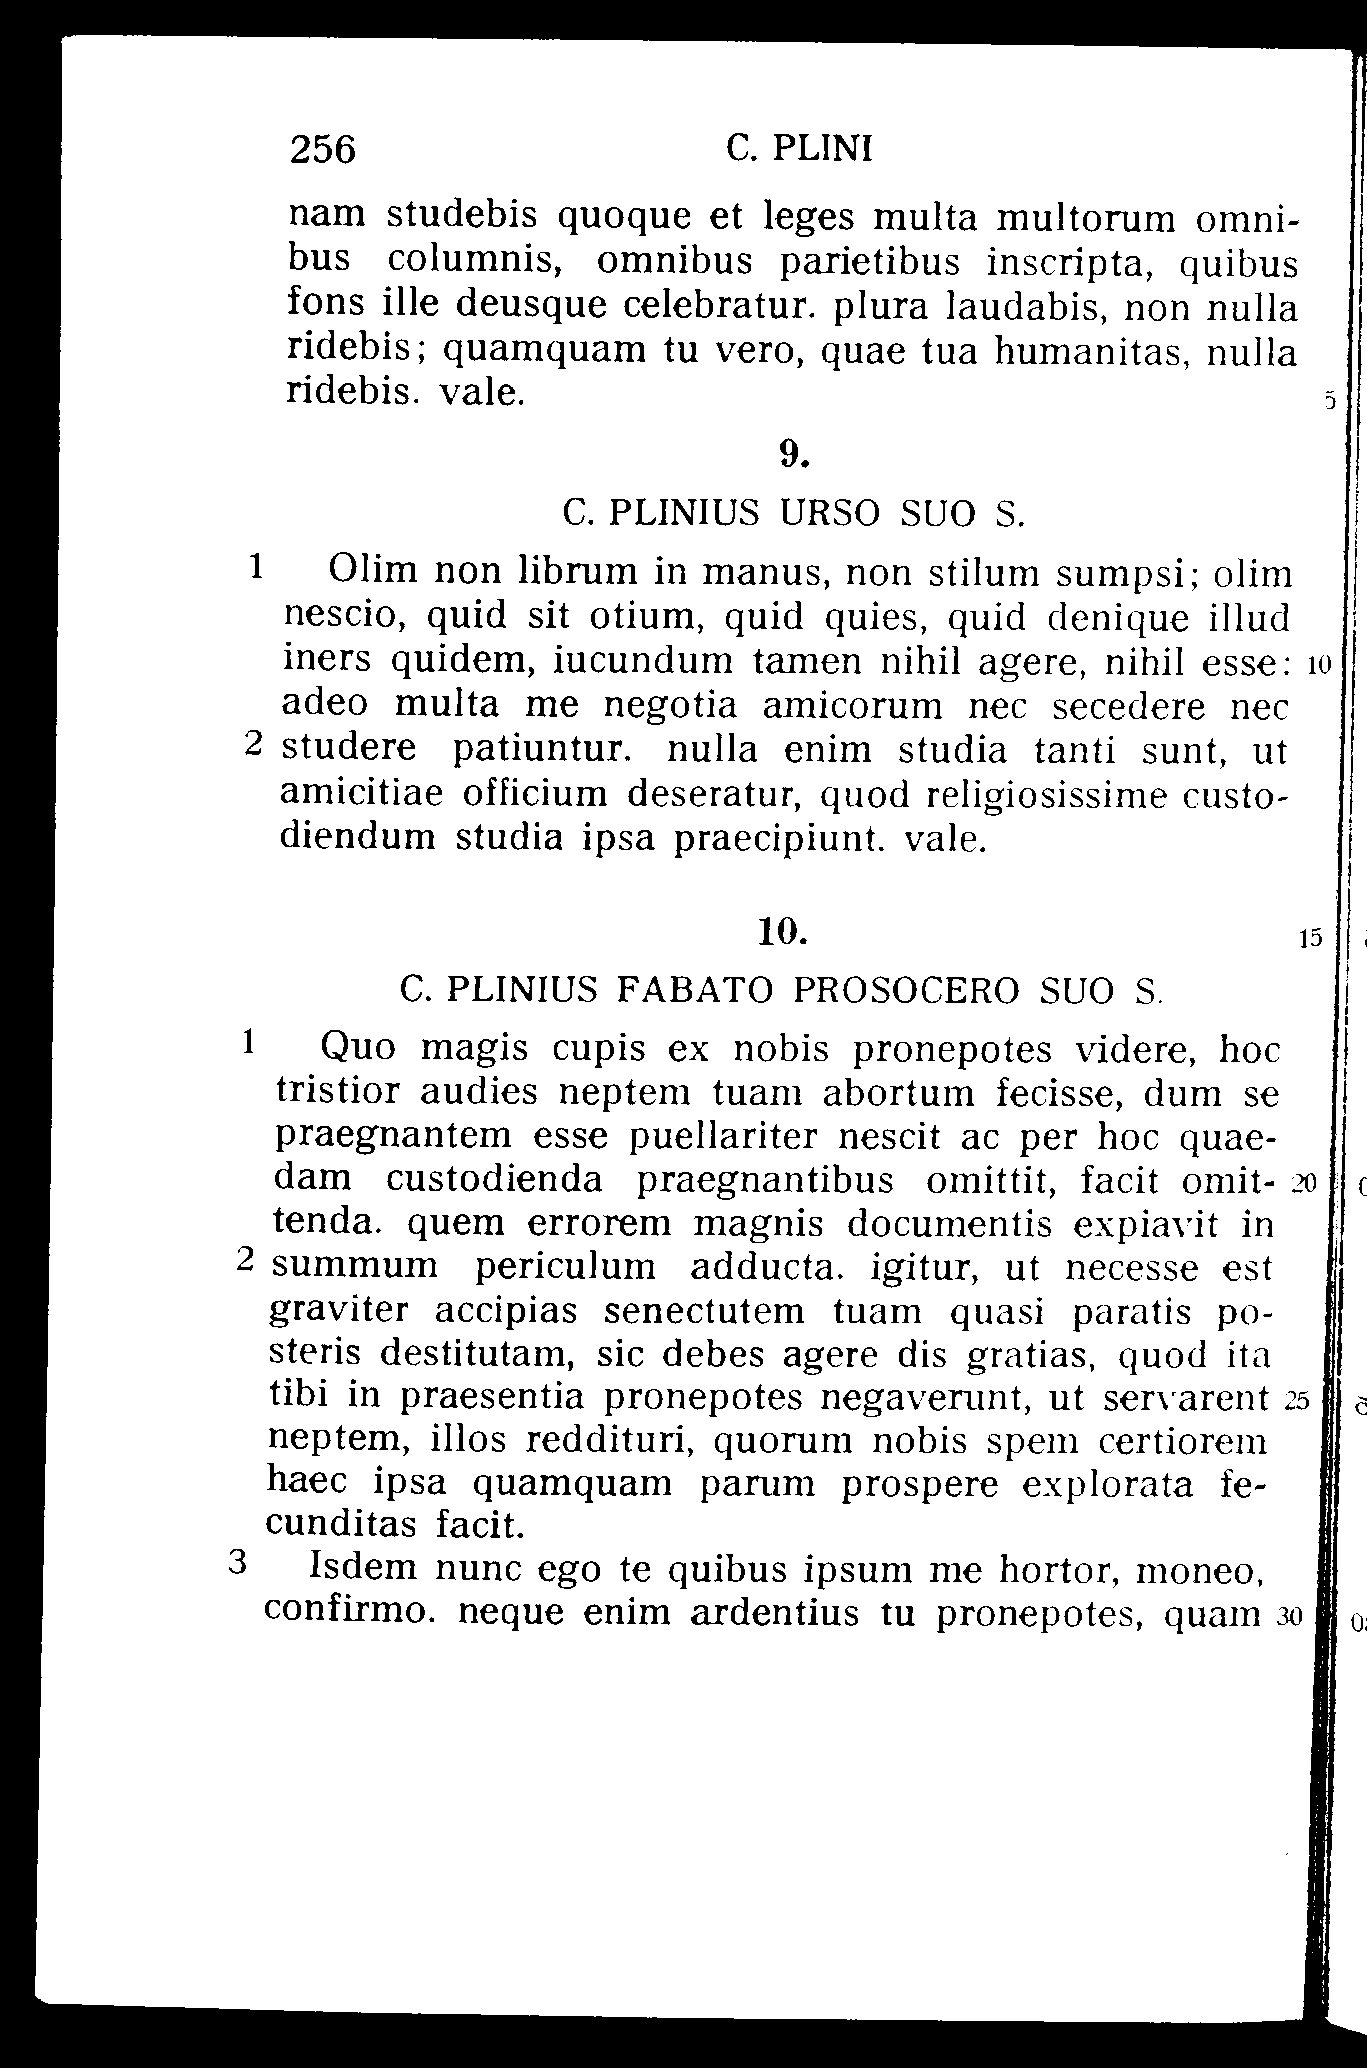 256 C. PLINI
nam studebis quoque et leges multa multorum omni-
bus columnis, omnibus parietibus inscripta, quibus
fons ille deusque celebratur. plura laudabis, non nulla
ridebis; quamquam tu vero, quae tua humanitas, nulla
ridebis. vale. 5
9.
C. PLINIUS URSO SUO S.
1 Olim non librum in manus, non stilum sumpsi; olim
nescio, quid sit otium, quid quies, quid denique illud
iners quidem, iucundum tamen nihil agere, nihil esse: 10
adeo multa me negotia amicorum nec secedere nec
2 studere patiuntur. nulla enim studia tanti sunt, ut
amicitiae officium deseratur, quod religiosissime custo-
diendum studia ipsa praecipiunt. vale.
10. 15
C. PLINIUS FABATO PROSOCERO SUO S.
1 Quo magis cupis ex nobis pronepotes videre, hoc
tristior audies neptem tuam abortum fecisse, dum se
praegnantem esse puellariter nescit ac per hoc quae-
dam custodienda praegnantibus omittit, facit omit- 20
tenda. quem errorem magnis documentis expiavit in
2 summum periculum adducta. igitur, ut necesse est
graviter accipias senectutem tuam quasi paratis po-
steris destitutam, sic debes agere dis gratias, quod ita
tibi in praesentia pronepotes negaverunt, ut servarent 25
neptem, illos reddituri, quorum nobis spem certiorem
haec ipsa quamquam parum prospere explorata fe-
cunditas facit.
3 Isdem nunc ego te quibus ipsum me hortor, moneo,
confirmo. neque enim ardentius tu pronepotes, quam 30